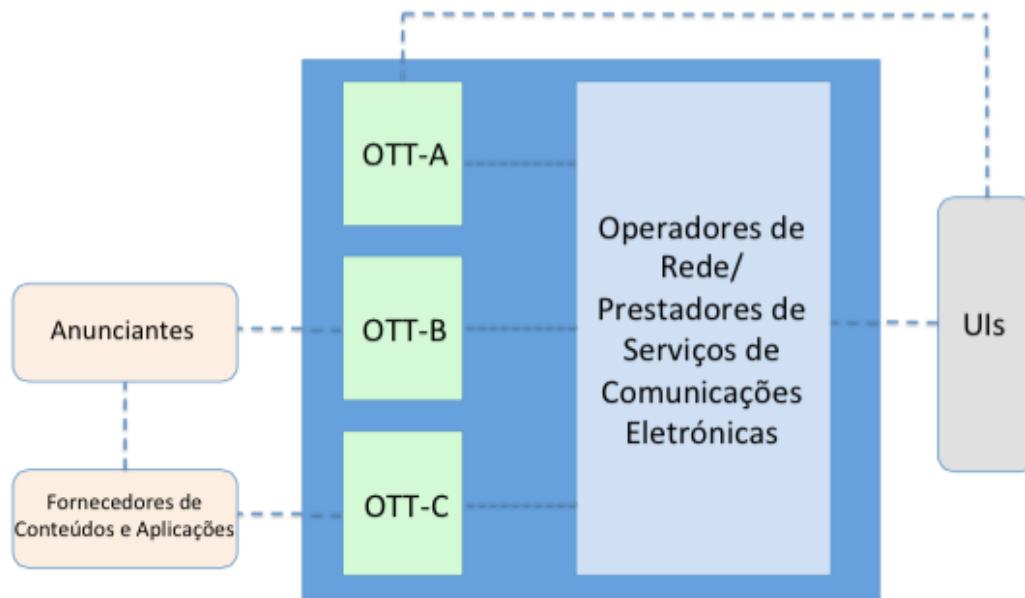 OTT-A
OTT-B
OTT-C
Operadores de
Rede/
Prestadores de
Serviços de
Comunicações
Eletrónicas
UIs
Anunciantes
Fornecedores de
Conteúdos e Aplicações